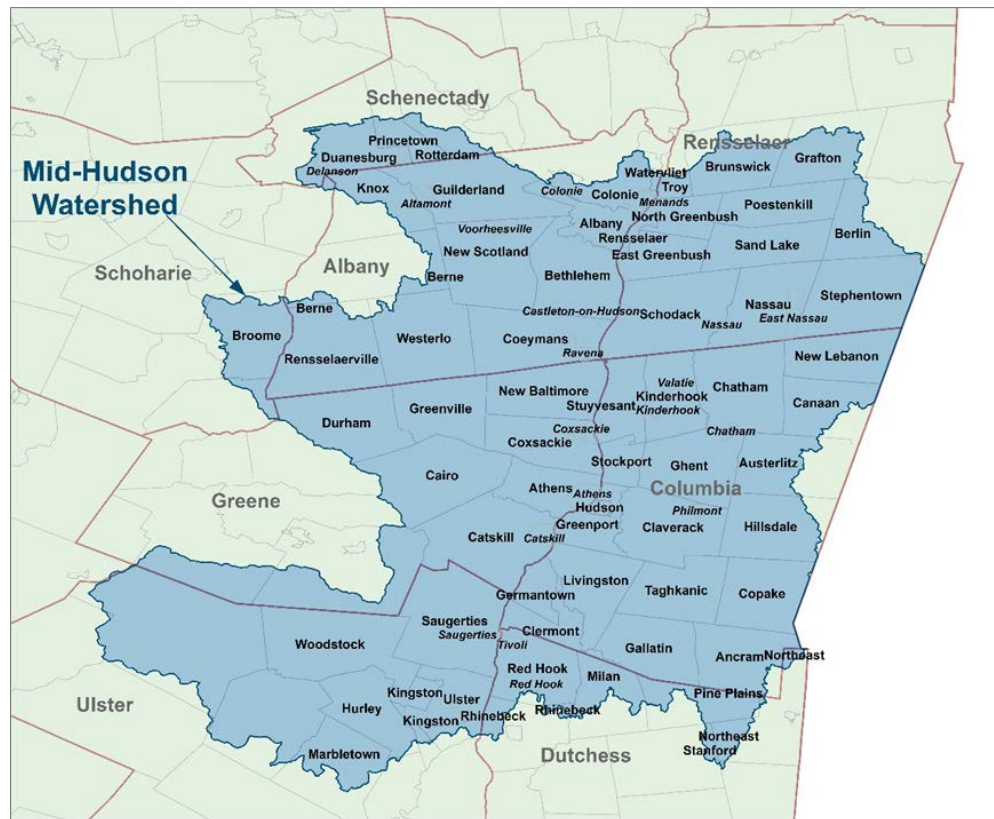 Schenectady
Princetown
Duanesburg
Rotterdam
Delanson
Rensselaer
Grafton
Brunswick
Watervliet
Troy
Mid-Hudson
Watershed
Knox
Guilderland
Altamont
Colonie
Colonie
Menands
Poestenkill
North Greenbush
Voorheesville
Albany
Rensselaer
Berlin
New Scotland
East Greenbush
Sand Lake
Schoharie
Albany
Berne
Bethlehem
Stephentown
Berne
Nassau
East Nassau
Castleton-on-Hudson
Schodack
Nassau
Broome
Westerlo
Coeymans
Rensselaerville
Ravena
New Lebanon
Valatie
Chatham
New Baltimore
Kinderhook
Kinderhook
Stuyvesant
Canaan
Greenville
Durham
Coxsackie
Chatham
Coxsackie
Stockport
Ghent
Austerlitz
Cairo
Columbia
Greene
Athens
Athens
Hudson
Philmont
Greenport
Claverack
Hillsdale
Catskill
Catskill
Livingston
Germantown
Taghkanic
Copake
Saugerties
Saugerties
Clermont
Tivoli
Woodstock
Gallatin
Ancram
Northeast
Red Hook
Red Hook
Milan
Kingston
Ulster
Pine Plains
Ulster
Hurley
Kingston
Rhinebeck
Rhinebeck
Northeast
Stanford
Marbletown
Dutchess